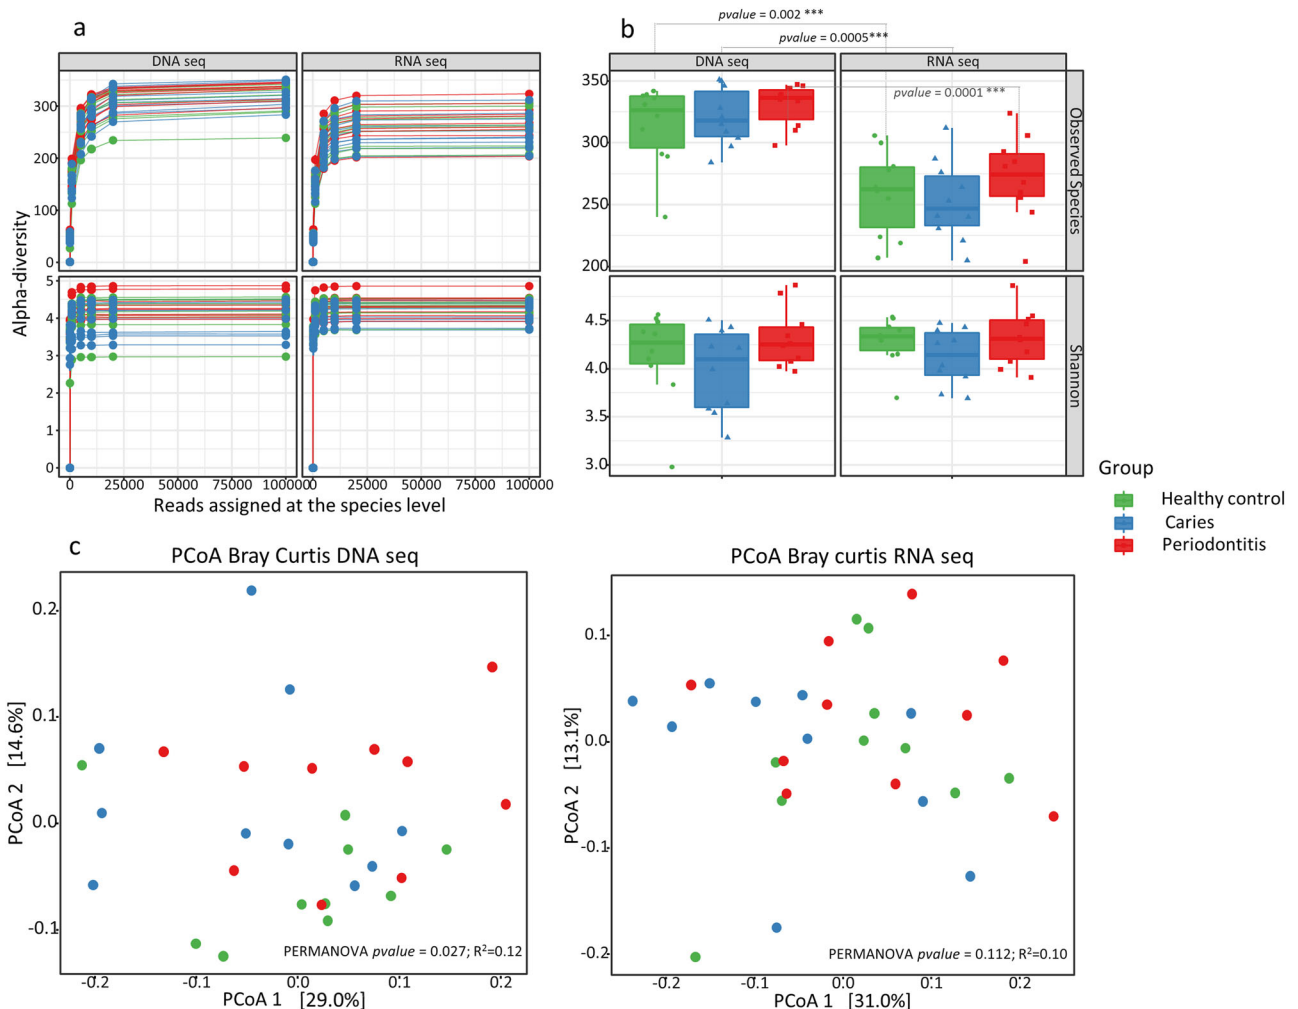 a
b
pvalue = 0.002 ***
pvalue = 0.0005***
DNA seq
RNA seq
DNA seq
RNA seq
pvalue = 0.0001 ***
Alpha-diversity
300
200
100
0
5
4
3
2
1
0
350
300
250
200
4.5
4.0
3.5
3.0
Observed Species
Shannon
0 25000 50000 75000 100000
0 25000 50000 75000 100000
Reads assigned at the species level
Group
Healthy control
Caries
Periodontitis
c
PCoA Bray Curtis DNA seq
PCoA 2 [14.6%]
0.2
0.1
0.0
-0.1
PERMANOVA pvalue = 0.027; R²=0.12
-0.2 -0.1 0.0 0.1 0.2
PCoA 1 [29.0%]
PCoA Bray curtis RNA seq
PCoA 2 [13.1%]
0.1
0.0
-0.1
-0.2
PERMANOVA pvalue = 0.112; R²=0.10
-0.2 -0.1 0.0 0.1 0.2
PCoA 1 [31.0%]